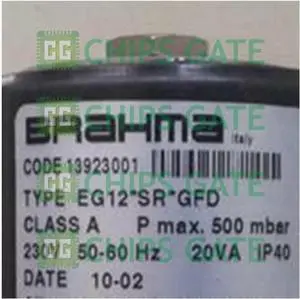 CG CHIPS GATE
BRAHMA
Italy
CODE 13923001
TYPE EG12*SR*GFD
CLASS A P max. 500 mbar
230V 50-60 Hz 20VA IP40
DATE 10-02